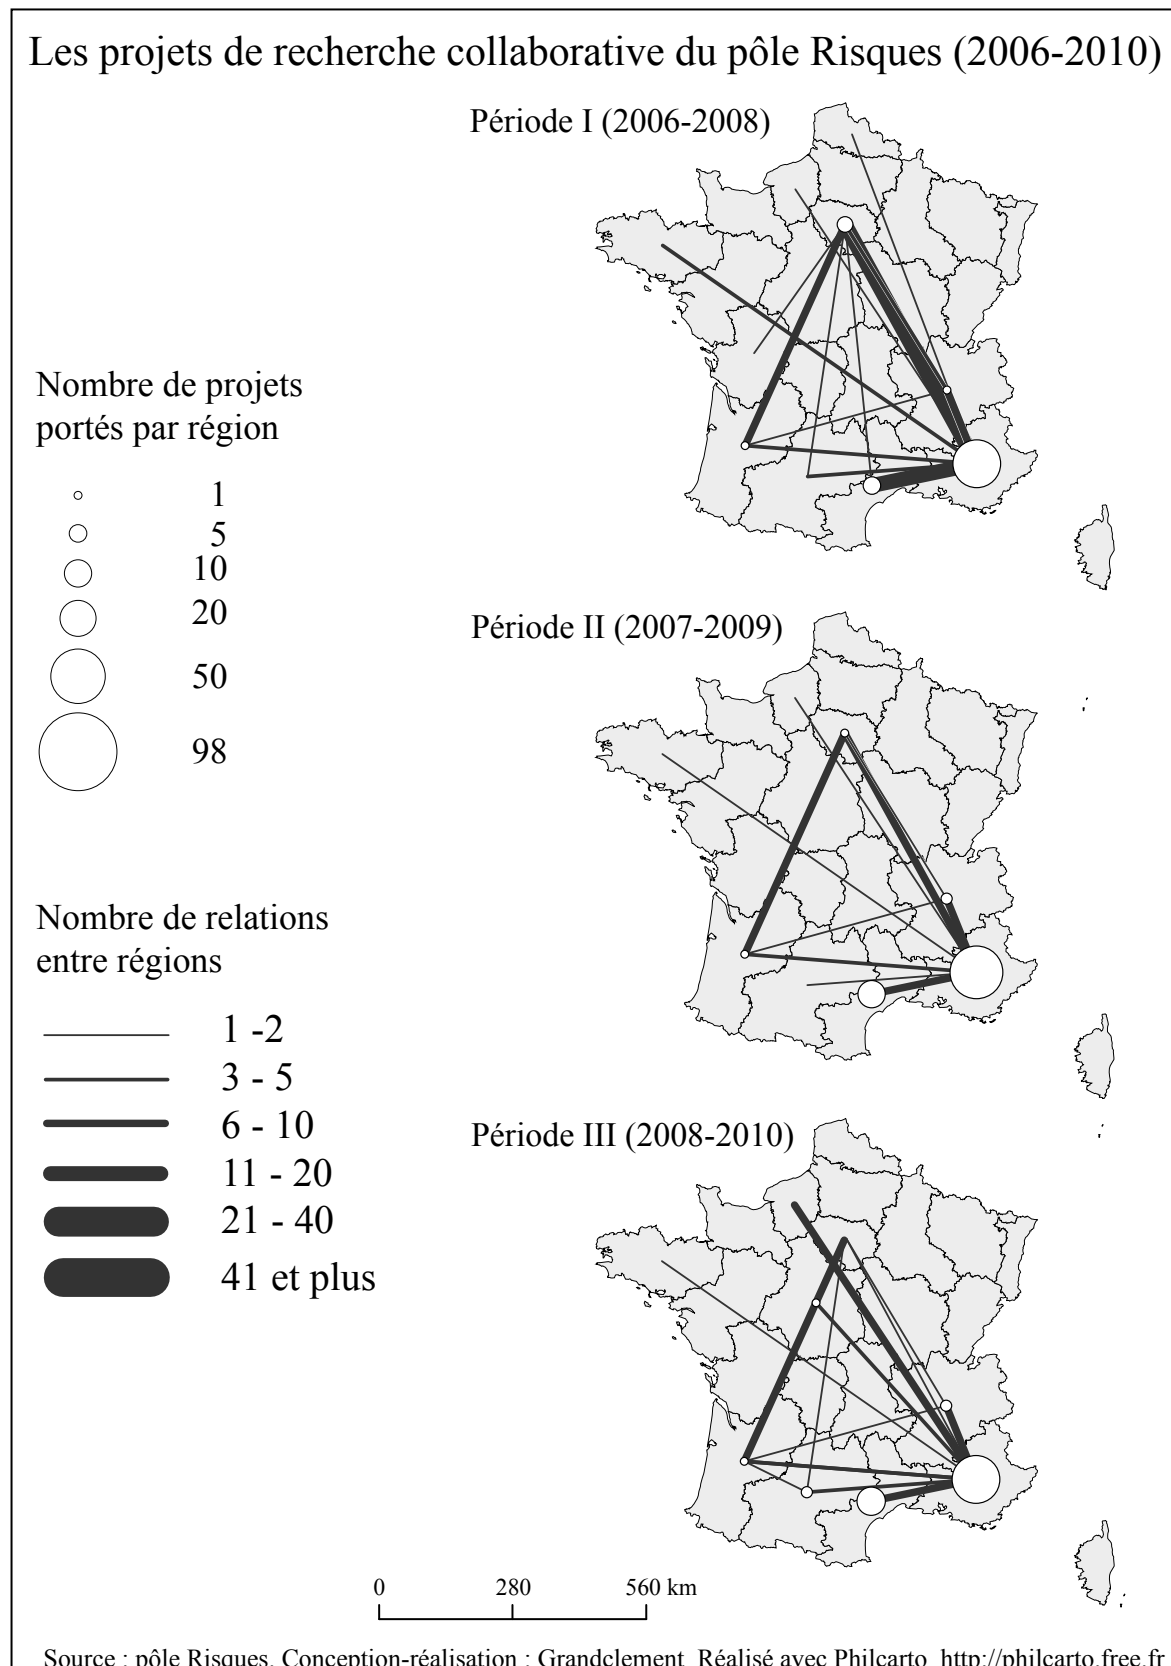 Les projets de recherche collaborative du pôle Risques (2006-2010)
Période I (2006-2008)
Nombre de projets
portés par région
1
5
10
20
50
98
Période II (2007-2009)
Nombre de relations
entre régions
1 -2
3 - 5
6 - 10
11 - 20
21 - 40
41 et plus
Période III (2008-2010)
0 280 560 km
Source : pôle Risques. Conception-réalisation : Grandclement Réalisé avec Philcarto http://philcarto.free.fr